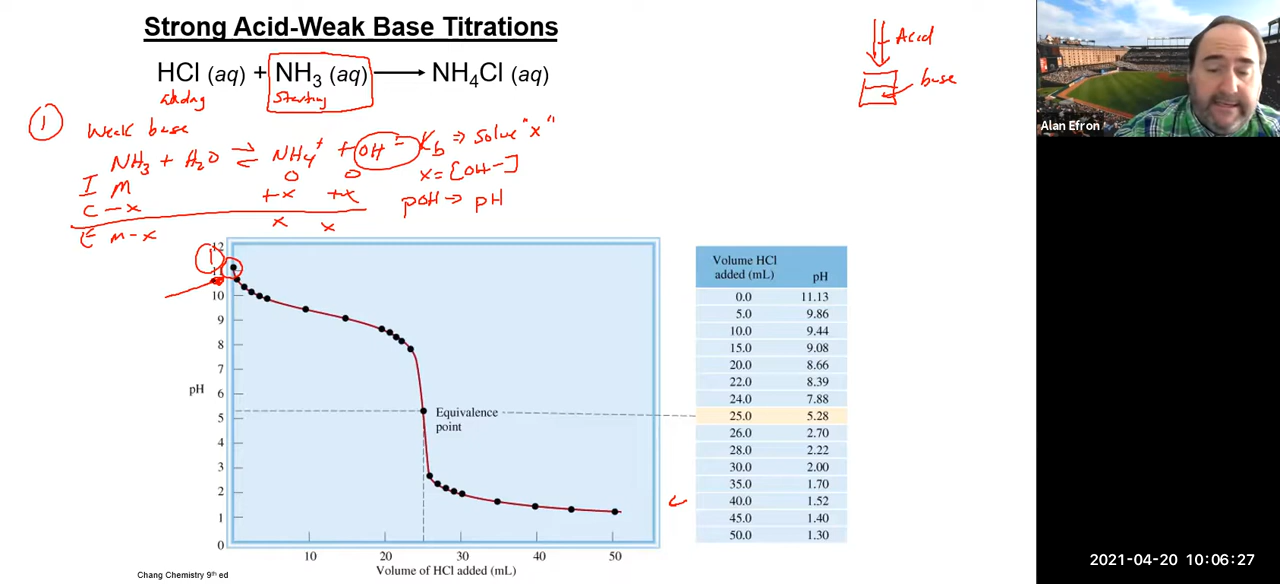 Strong Acid-Weak Base Titrations
HCl (aq) + NH3 (aq) → NH4Cl (aq)
Adding Starting
Acid
base
Alan Efron
1
Weak base
NH3 + H2O ⇌ NH4+ + OH- Kb => solve "x"
I M 0 0 x = [OH-]
C -x +x +x pOH → pH
E M-x x x
1
12
11
10
9
8
7
6
5
4
3
2
1
0
pH
Equivalence
point
10 20 30 40 50
Volume of HCl added (mL)
Volume HCl
added (mL) pH
0.0 11.13
5.0 9.86
10.0 9.44
15.0 9.08
20.0 8.66
22.0 8.39
24.0 7.88
25.0 5.28
26.0 2.70
28.0 2.22
30.0 2.00
35.0 1.70
40.0 1.52
45.0 1.40
50.0 1.30
Chang Chemistry 9th ed
2021-04-20 10:06:27